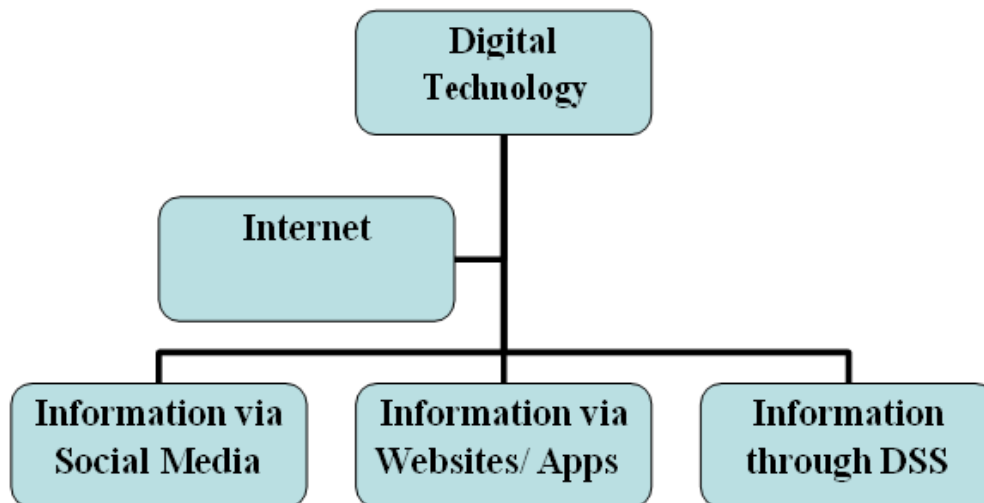 Digital
Technology
Internet
Information via
Social Media
Information via
Websites/ Apps
Information
through DSS